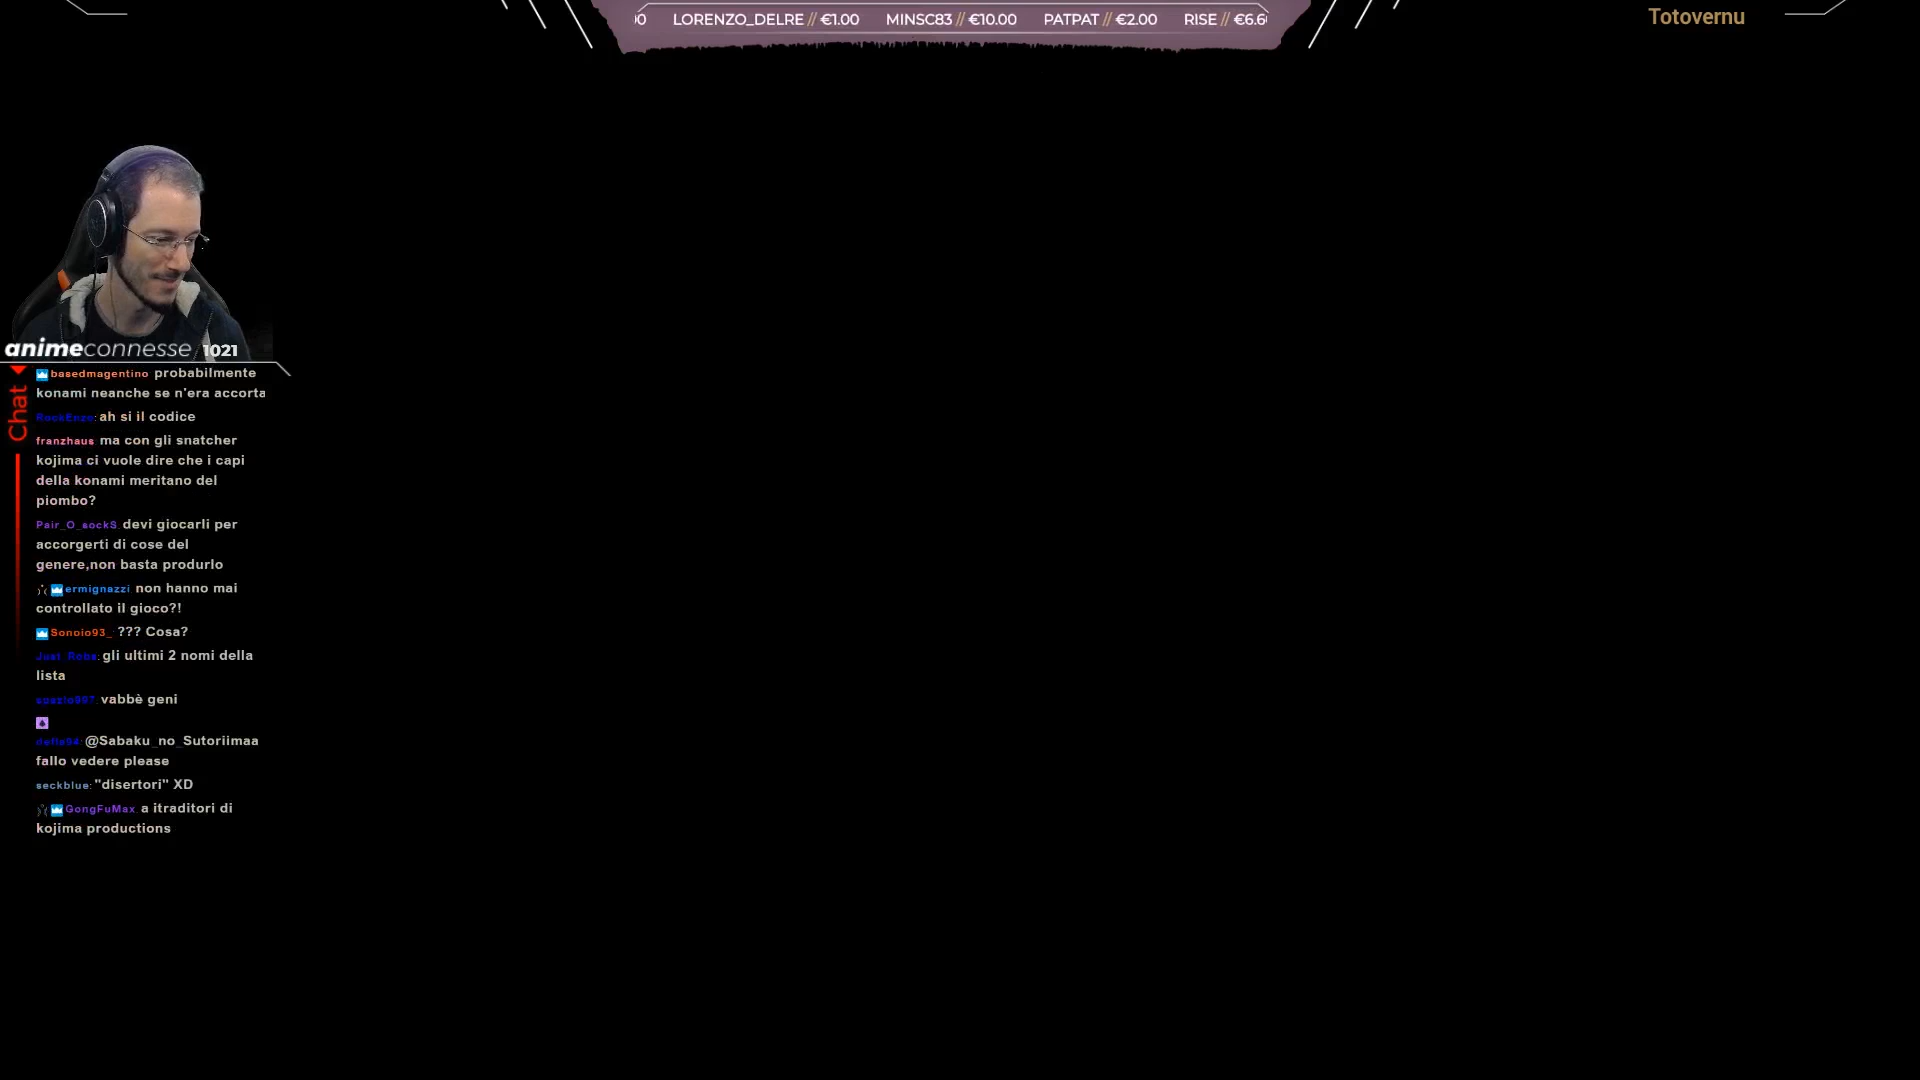 LORENZO_DELRE // €1.00 MINSC83 // €10.00 PATPAT // €2.00 RISE // €6.6
Totovernu
animeconnesse 1021
Chat
basedmagentino probabilmente
konami neanche se n'era accorta
RockEnzo: ah si il codice
franzhaus ma con gli snatcher
kojima ci vuole dire che i capi
della konami meritano del
piombo?
Pair_O_sockS: devi giocarli per
accorgerti di cose del
genere,non basta produrlo
ermignazzi non hanno mai
controllato il gioco?!
Sonoio93_: ??? Cosa?
gli ultimi 2 nomi della
lista
vabbè geni
@Sabaku_no_Sutoriimaa
fallo vedere please
seckblue: "disertori" XD
GongFuMax: a itraditori di
kojima productions